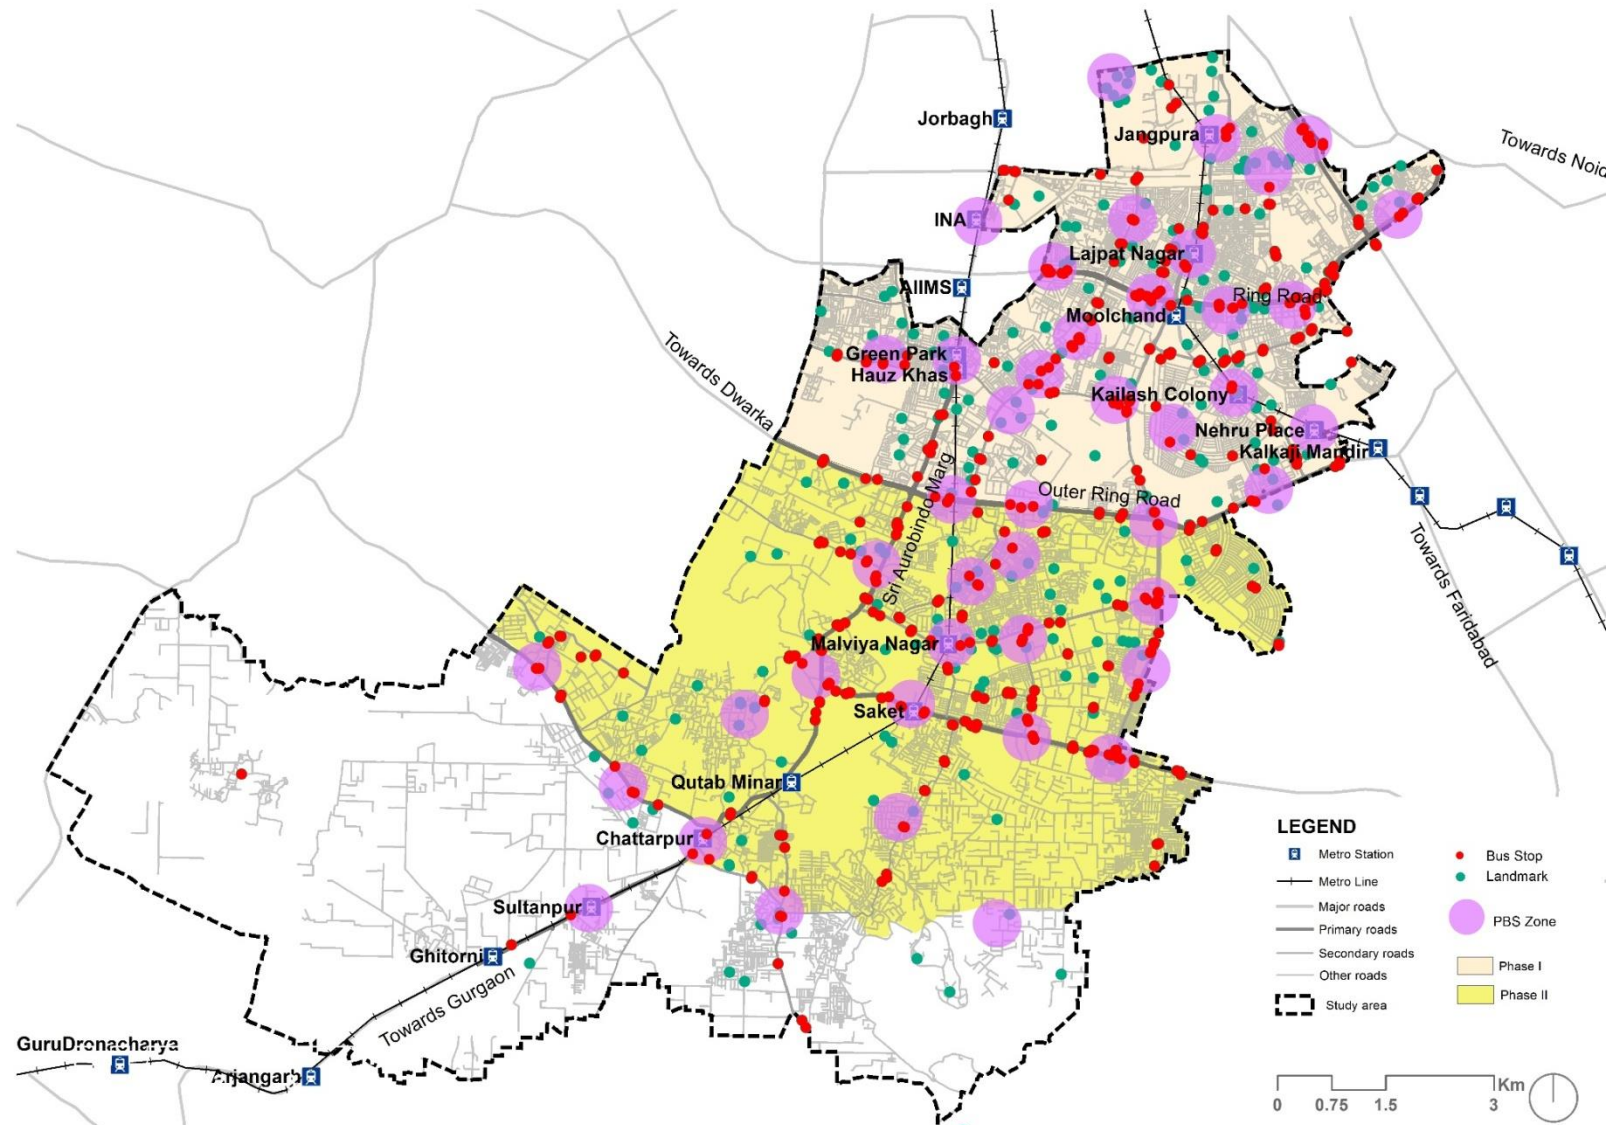 Jorbagh
Jangpura
Towards Noid
INA
Lajpat Nagar
AIIMS
Ring Road
Moolchand
Green Park
Hauz Khas
Towards Dwarka
Kailash Colony
Nehru Place
Kalkaji Mandir
Sri Aurobindo Marg
Outer Ring Road
Towards Faridabad
Malviya Nagar
Saket
Qutab Minar
Chattarpur
Sultanpur
Ghitorni
Towards Gurgaon
GuruDronacharya
Arjangarh
LEGEND
Metro Station
Metro Line
Major roads
Primary roads
Secondary roads
Other roads
Study area
Bus Stop
Landmark
PBS Zone
Phase I
Phase II
Km
0 0.75 1.5 3